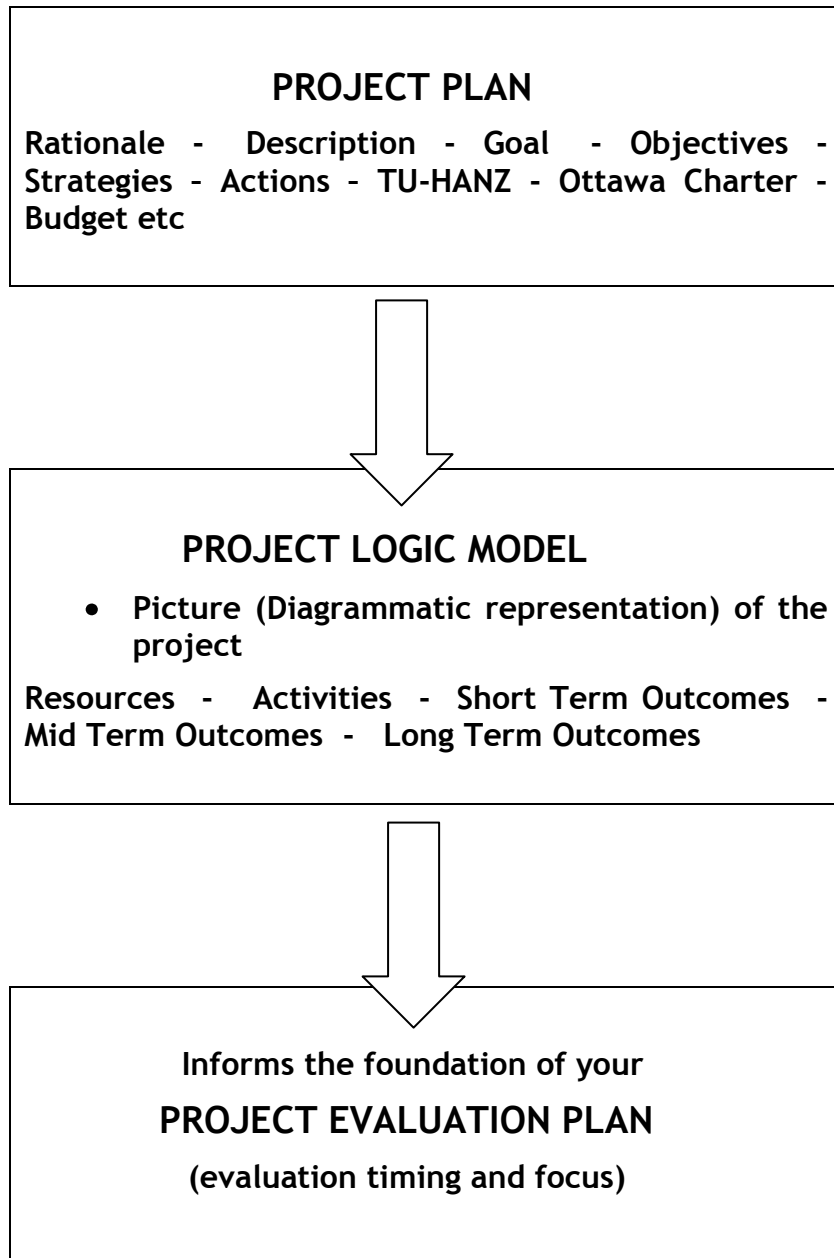 PROJECT PLAN
Rationale - Description - Goal - Objectives -
Strategies – Actions – TU-HANZ - Ottawa Charter -
Budget etc
PROJECT LOGIC MODEL
• Picture (Diagrammatic representation) of the
project
Resources - Activities - Short Term Outcomes -
Mid Term Outcomes - Long Term Outcomes
Informs the foundation of your
PROJECT EVALUATION PLAN
(evaluation timing and focus)